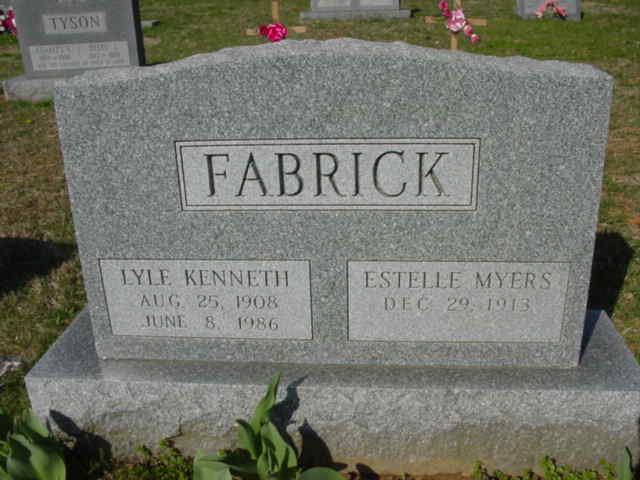 TYSON
FABRICK
LYLE KENNETH
AUG. 25, 1908
JUNE 8, 1986
ESTELLE MYERS
DEC. 29, 1913